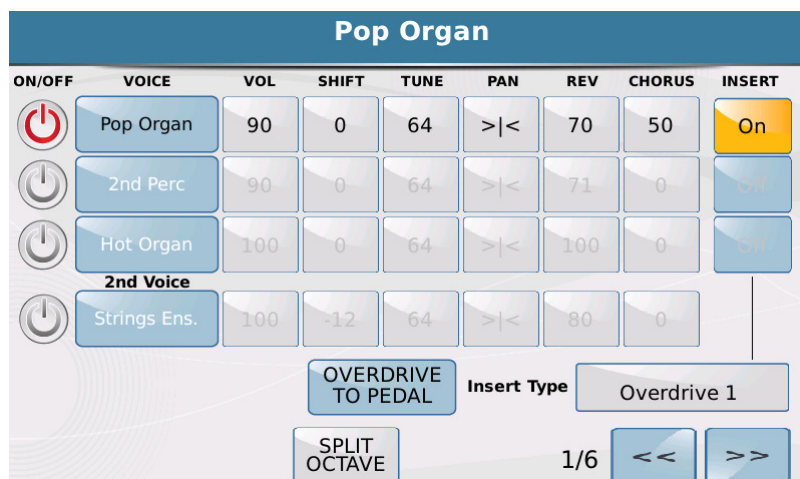 Pop Organ
ON/OFF VOICE VOL SHIFT TUNE PAN REV CHORUS INSERT
Pop Organ 90 0 64 >|< 70 50 On
2nd Perc 90 0 64 >|< 71 0 Off
Hot Organ 100 0 64 >|< 100 0 Off
2nd Voice
Strings Ens. 100 -12 64 >|< 80 0
OVERDRIVE
TO PEDAL
Insert Type Overdrive 1
SPLIT
OCTAVE
1/6 << >>